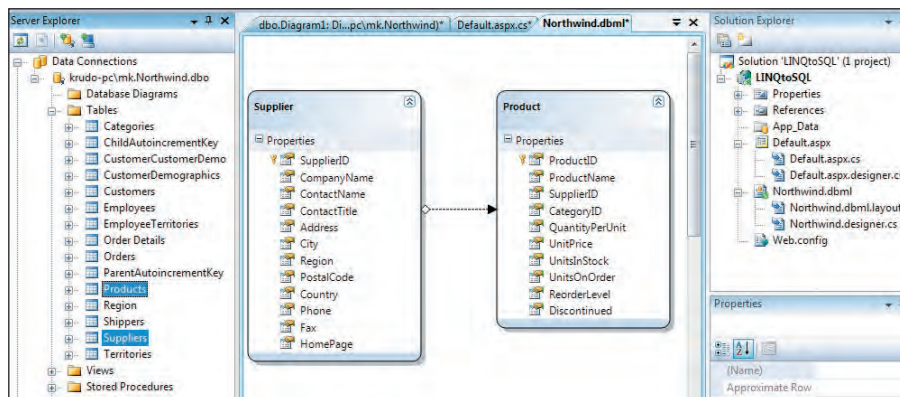 Server Explorer
Data Connections
krudo-pc\mk.Northwind.dbo
Database Diagrams
Tables
Categories
ChildAutoincrementKey
CustomerCustomerDemo
CustomerDemographics
Customers
Employees
EmployeeTerritories
Order Details
Orders
ParentAutoincrementKey
Products
Region
Shippers
Suppliers
Territories
Views
Stored Procedures
dbo.Diagram1: Di...pc\mk.Northwind)*
Default.aspx.cs*
Northwind.dbml*
Supplier
Properties
SupplierID
CompanyName
ContactName
ContactTitle
Address
City
Region
PostalCode
Country
Phone
Fax
HomePage
Product
Properties
ProductID
ProductName
SupplierID
CategoryID
QuantityPerUnit
UnitPrice
UnitsInStock
UnitsOnOrder
ReorderLevel
Discontinued
Solution Explorer
Solution 'LINQtoSQL' (1 project)
LINQtoSQL
Properties
References
App_Data
Default.aspx
Default.aspx.cs
Default.aspx.designer.cs
Northwind.dbml
Northwind.dbml.layout
Northwind.designer.cs
Web.config
Properties
(Name)
Approximate Row